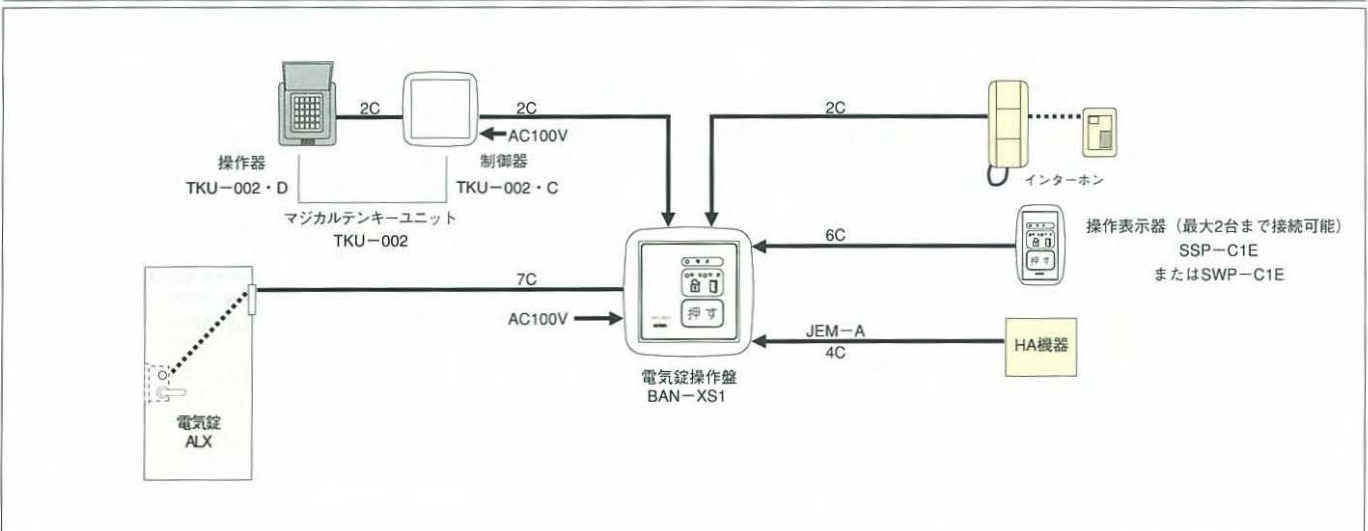 2C
2C
AC100V
操作器
TKU－002・D
制御器
TKU－002・C
マジカルテンキーユニット
TKU－002
2C
インターホン
6C
操作表示器（最大2台まで接続可能）
SSP－C1E
またはSWP－C1E
押す
7C
AC100V
押す
JEM－A
4C
HA機器
電気錠操作盤
BAN－XS1
電気錠
ALX